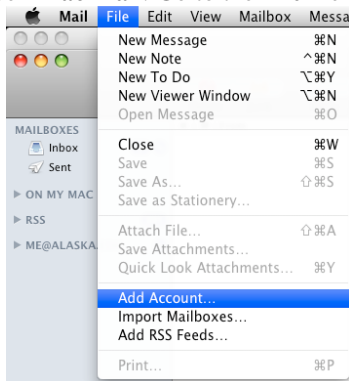 Mail File Edit View Mailbox Messa
New Message ⌘N
New Note ^⌘N
New To Do ⌥⌘Y
New Viewer Window ⌥⌘N
Open Message ⌘O
Close ⌘W
Save ⌘S
Save As... ⇧⌘S
Save as Stationery...
Attach File... ⇧⌘A
Save Attachments...
Quick Look Attachments... ⌘Y
Add Account...
Import Mailboxes...
Add RSS Feeds...
Print... ⌘P
MAILBOXES
Inbox
Sent
ON MY MAC
RSS
ME@ALASKA